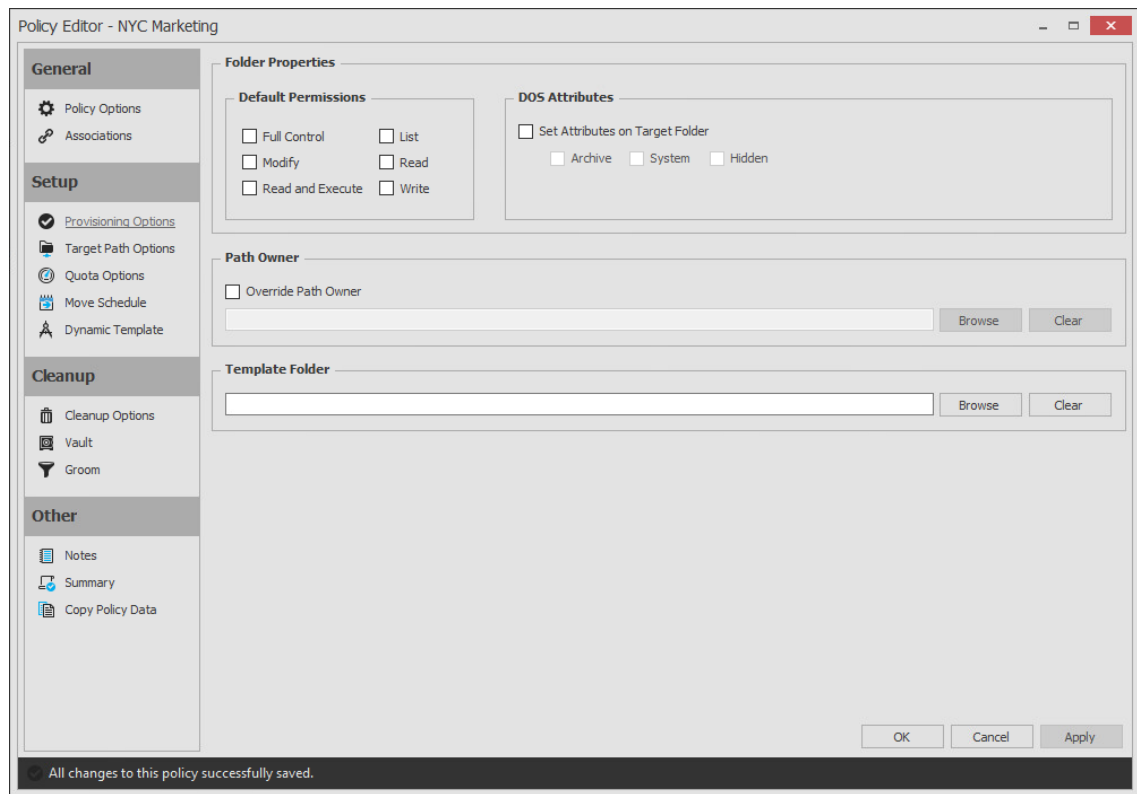 Policy Editor - NYC Marketing
General
Policy Options
Associations
Setup
Provisioning Options
Target Path Options
Quota Options
Move Schedule
Dynamic Template
Cleanup
Cleanup Options
Vault
Groom
Other
Notes
Summary
Copy Policy Data
Folder Properties
Default Permissions
Full Control List
Modify Read
Read and Execute Write
DOS Attributes
Set Attributes on Target Folder
Archive System Hidden
Path Owner
Override Path Owner
Browse Clear
Template Folder
Browse Clear
OK Cancel Apply
All changes to this policy successfully saved.